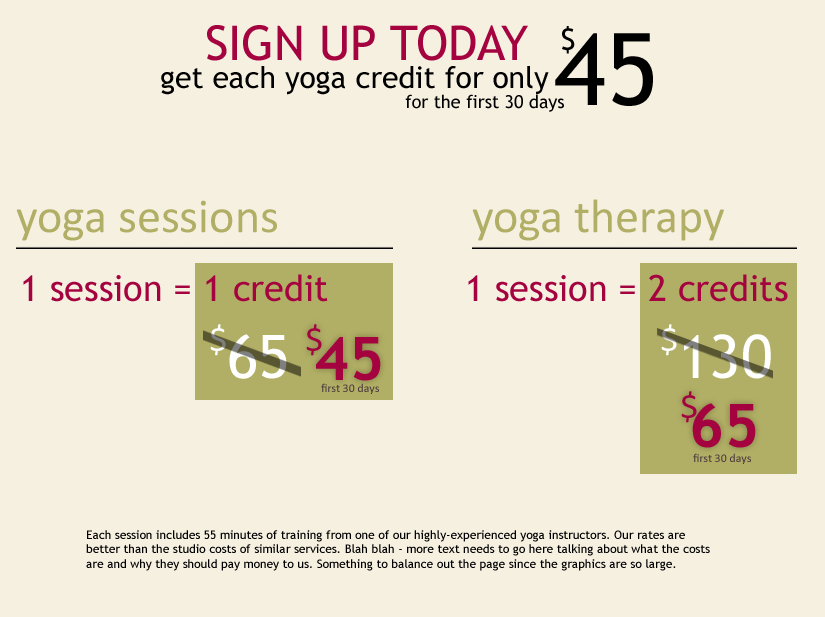 SIGN UP TODAY $45
get each yoga credit for only
for the first 30 days
yoga sessions
1 session = 1 credit
$65 $45
first 30 days
yoga therapy
1 session = 2 credits
$130
$65
first 30 days
Each session includes 55 minutes of training from one of our highly-experienced yoga instructors. Our rates are
better than the studio costs of similar services. Blah blah - more text needs to go here talking about what the costs
are and why they should pay money to us. Something to balance out the page since the graphics are so large.